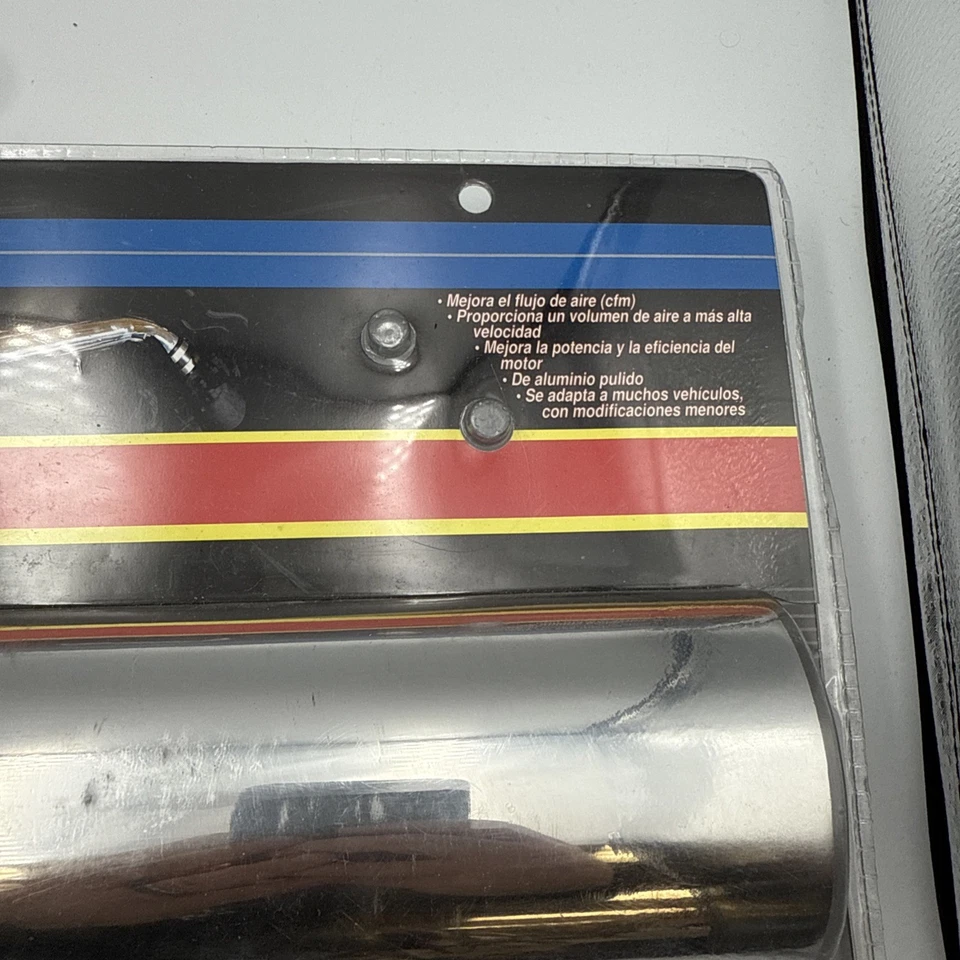 • Mejora el flujo de aire (cfm)
• Proporciona un volumen de aire a más alta
velocidad
• Mejora la potencia y la eficiencia del
motor
• De aluminio pulido
• Se adapta a muchos vehículos,
con modificaciones menores